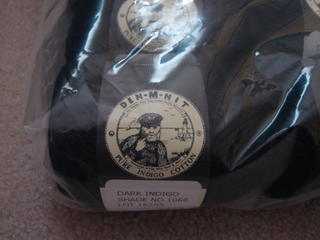 DEN-M-NIT
PURE INDIGO COTTON
DARK INDIGO
SHADE NO.1066